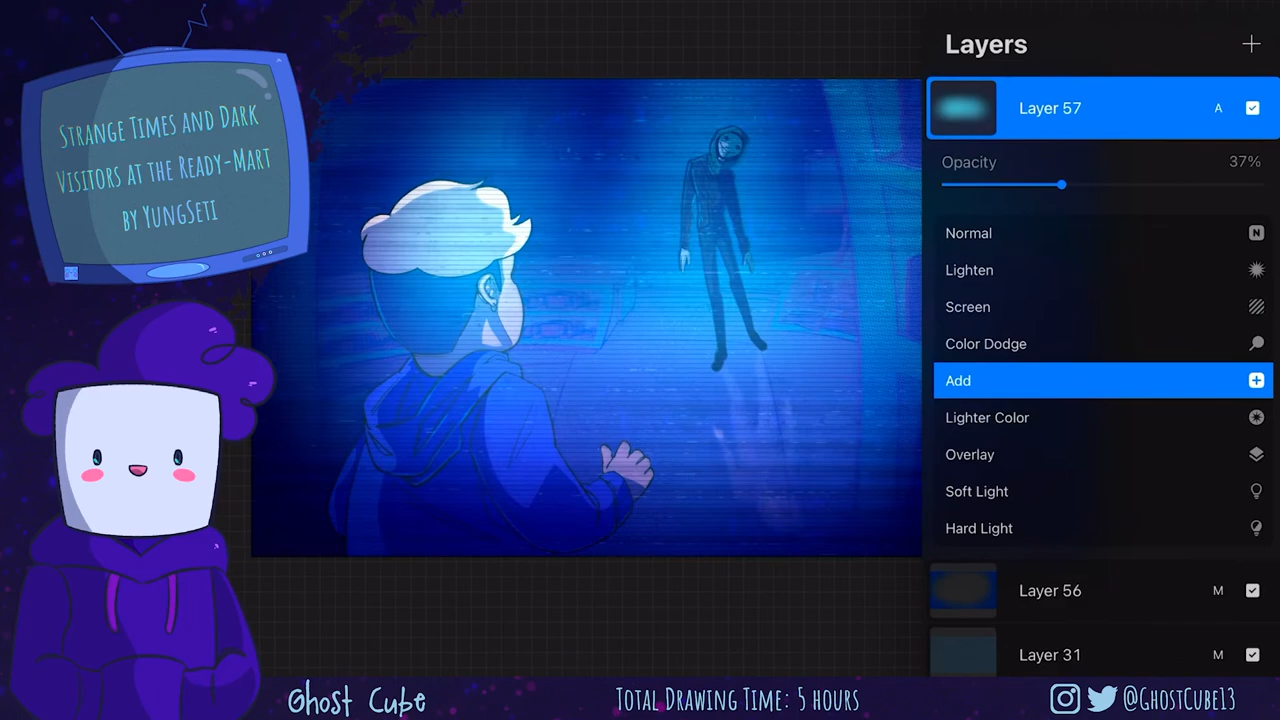 Strange Times and Dark
Visitors at the Ready-Mart
by YungSeti
Layers
Layer 57 A
Opacity 37%
Normal N
Lighten
Screen
Color Dodge
Add
Lighter Color
Overlay
Soft Light
Hard Light
Layer 56 M
Layer 31 M
Ghost Cube
Total Drawing Time: 5 hours
@GhostCube13